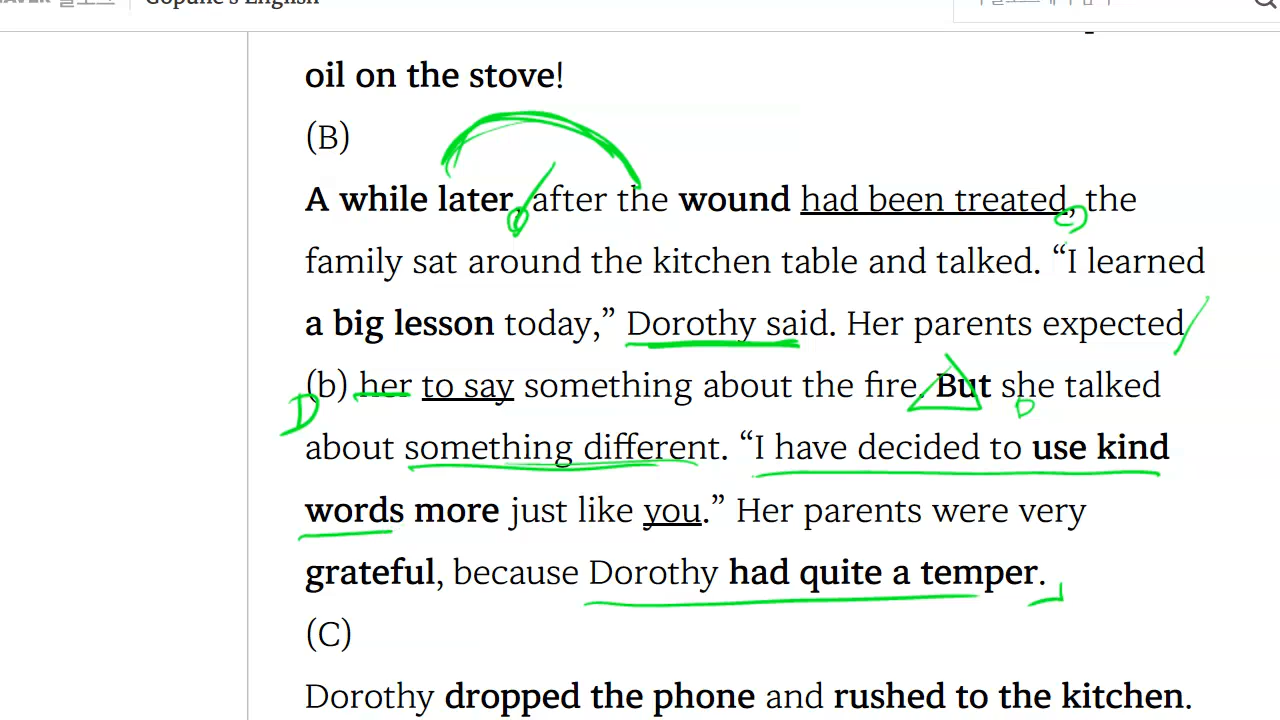 Gopune's English
oil on the stove!
(B)
A while later, after the wound had been treated, the
family sat around the kitchen table and talked. “I learned
a big lesson today,” Dorothy said. Her parents expected
(b) her to say something about the fire. But she talked
D
about something different. “I have decided to use kind
words more just like you.” Her parents were very
grateful, because Dorothy had quite a temper.
(C)
Dorothy dropped the phone and rushed to the kitchen.